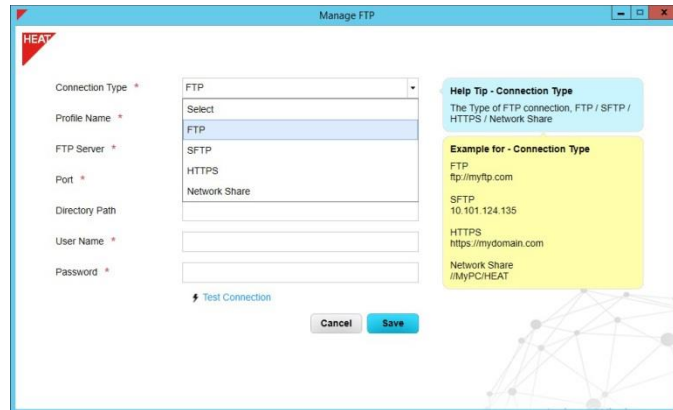 Manage FTP
HEAT
Connection Type *
FTP
Select
FTP
SFTP
HTTPS
Network Share
Profile Name *
FTP Server *
Port *
Directory Path
User Name *
Password *
Test Connection
Cancel
Save
Help Tip - Connection Type
The Type of FTP connection, FTP / SFTP /
HTTPS / Network Share
Example for - Connection Type
FTP
ftp://myftp.com
SFTP
10.101.124.135
HTTPS
https://mydomain.com
Network Share
//MyPC/HEAT